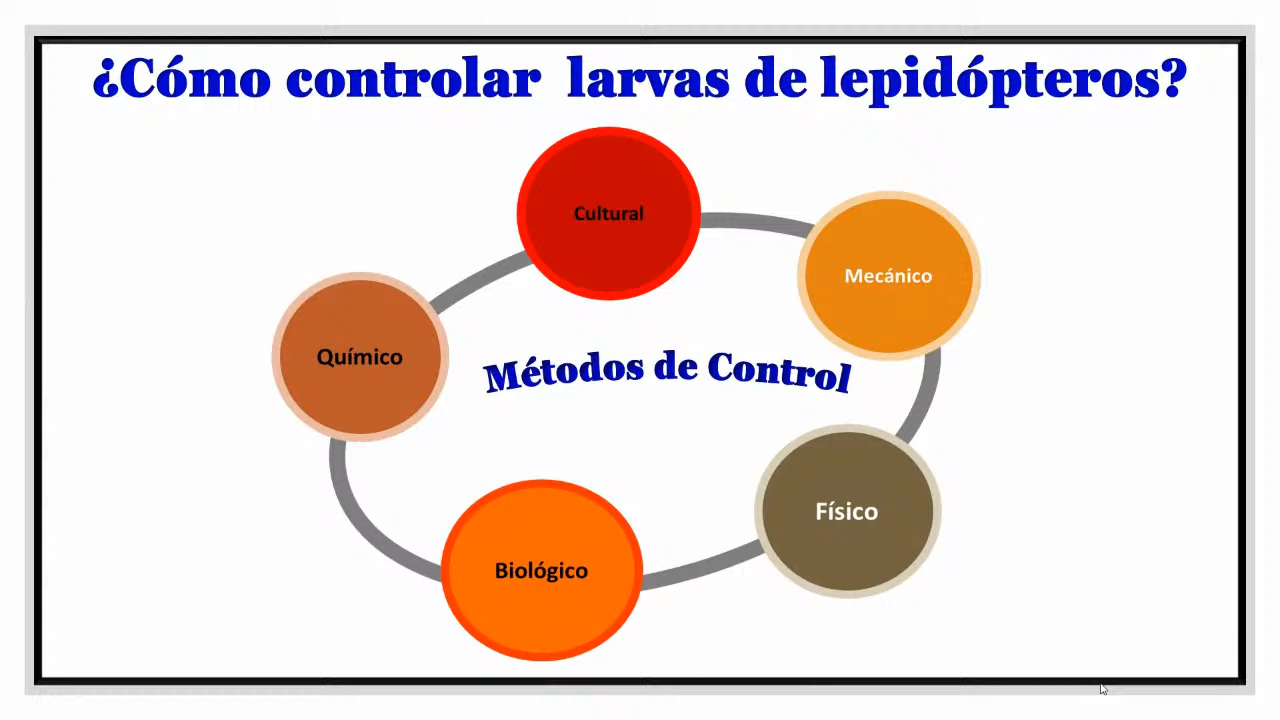 ¿Cómo controlar larvas de lepidópteros?
Cultural
Mecánico
Químico
Métodos de Control
Físico
Biológico